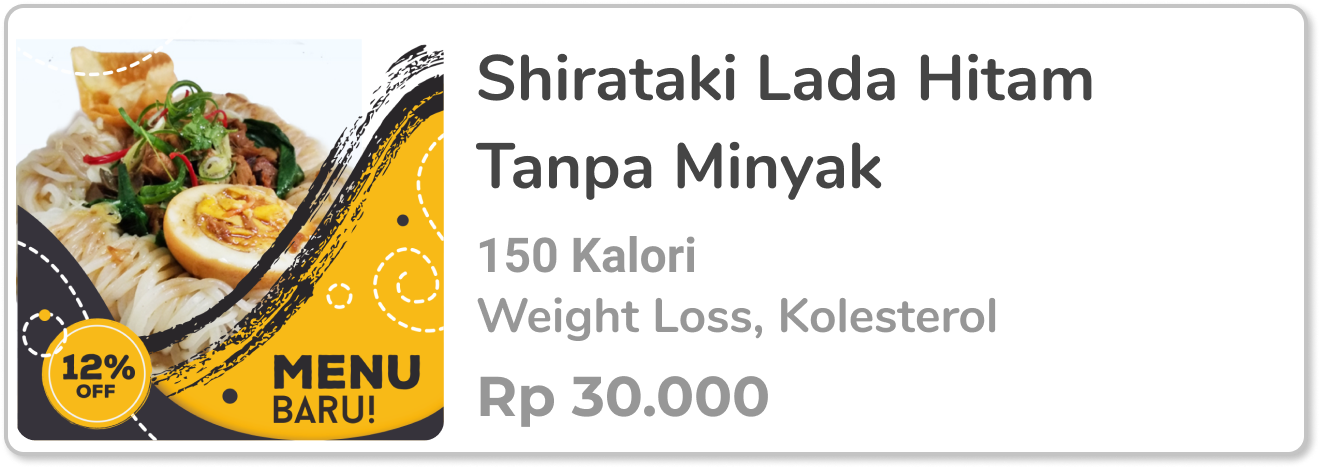 Shirataki Lada Hitam
Tanpa Minyak
150 Kalori
Weight Loss, Kolesterol
Rp 30.000
12%
OFF
MENU
BARU!